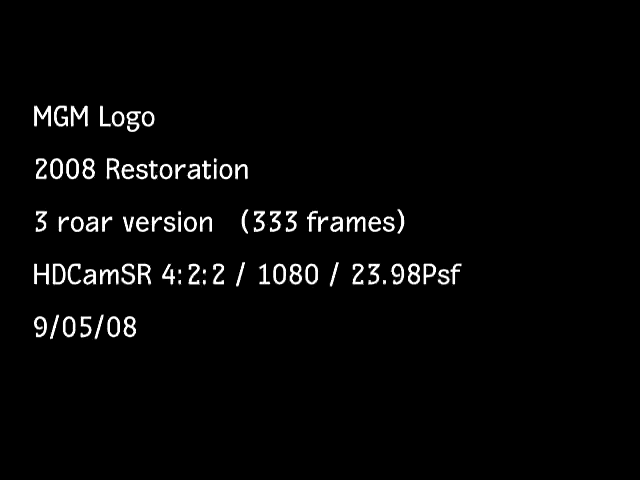 MGM Logo
2008 Restoration
3 roar version (333 frames)
HDCamSR 4:2:2 / 1080 / 23.98Psf
9/05/08